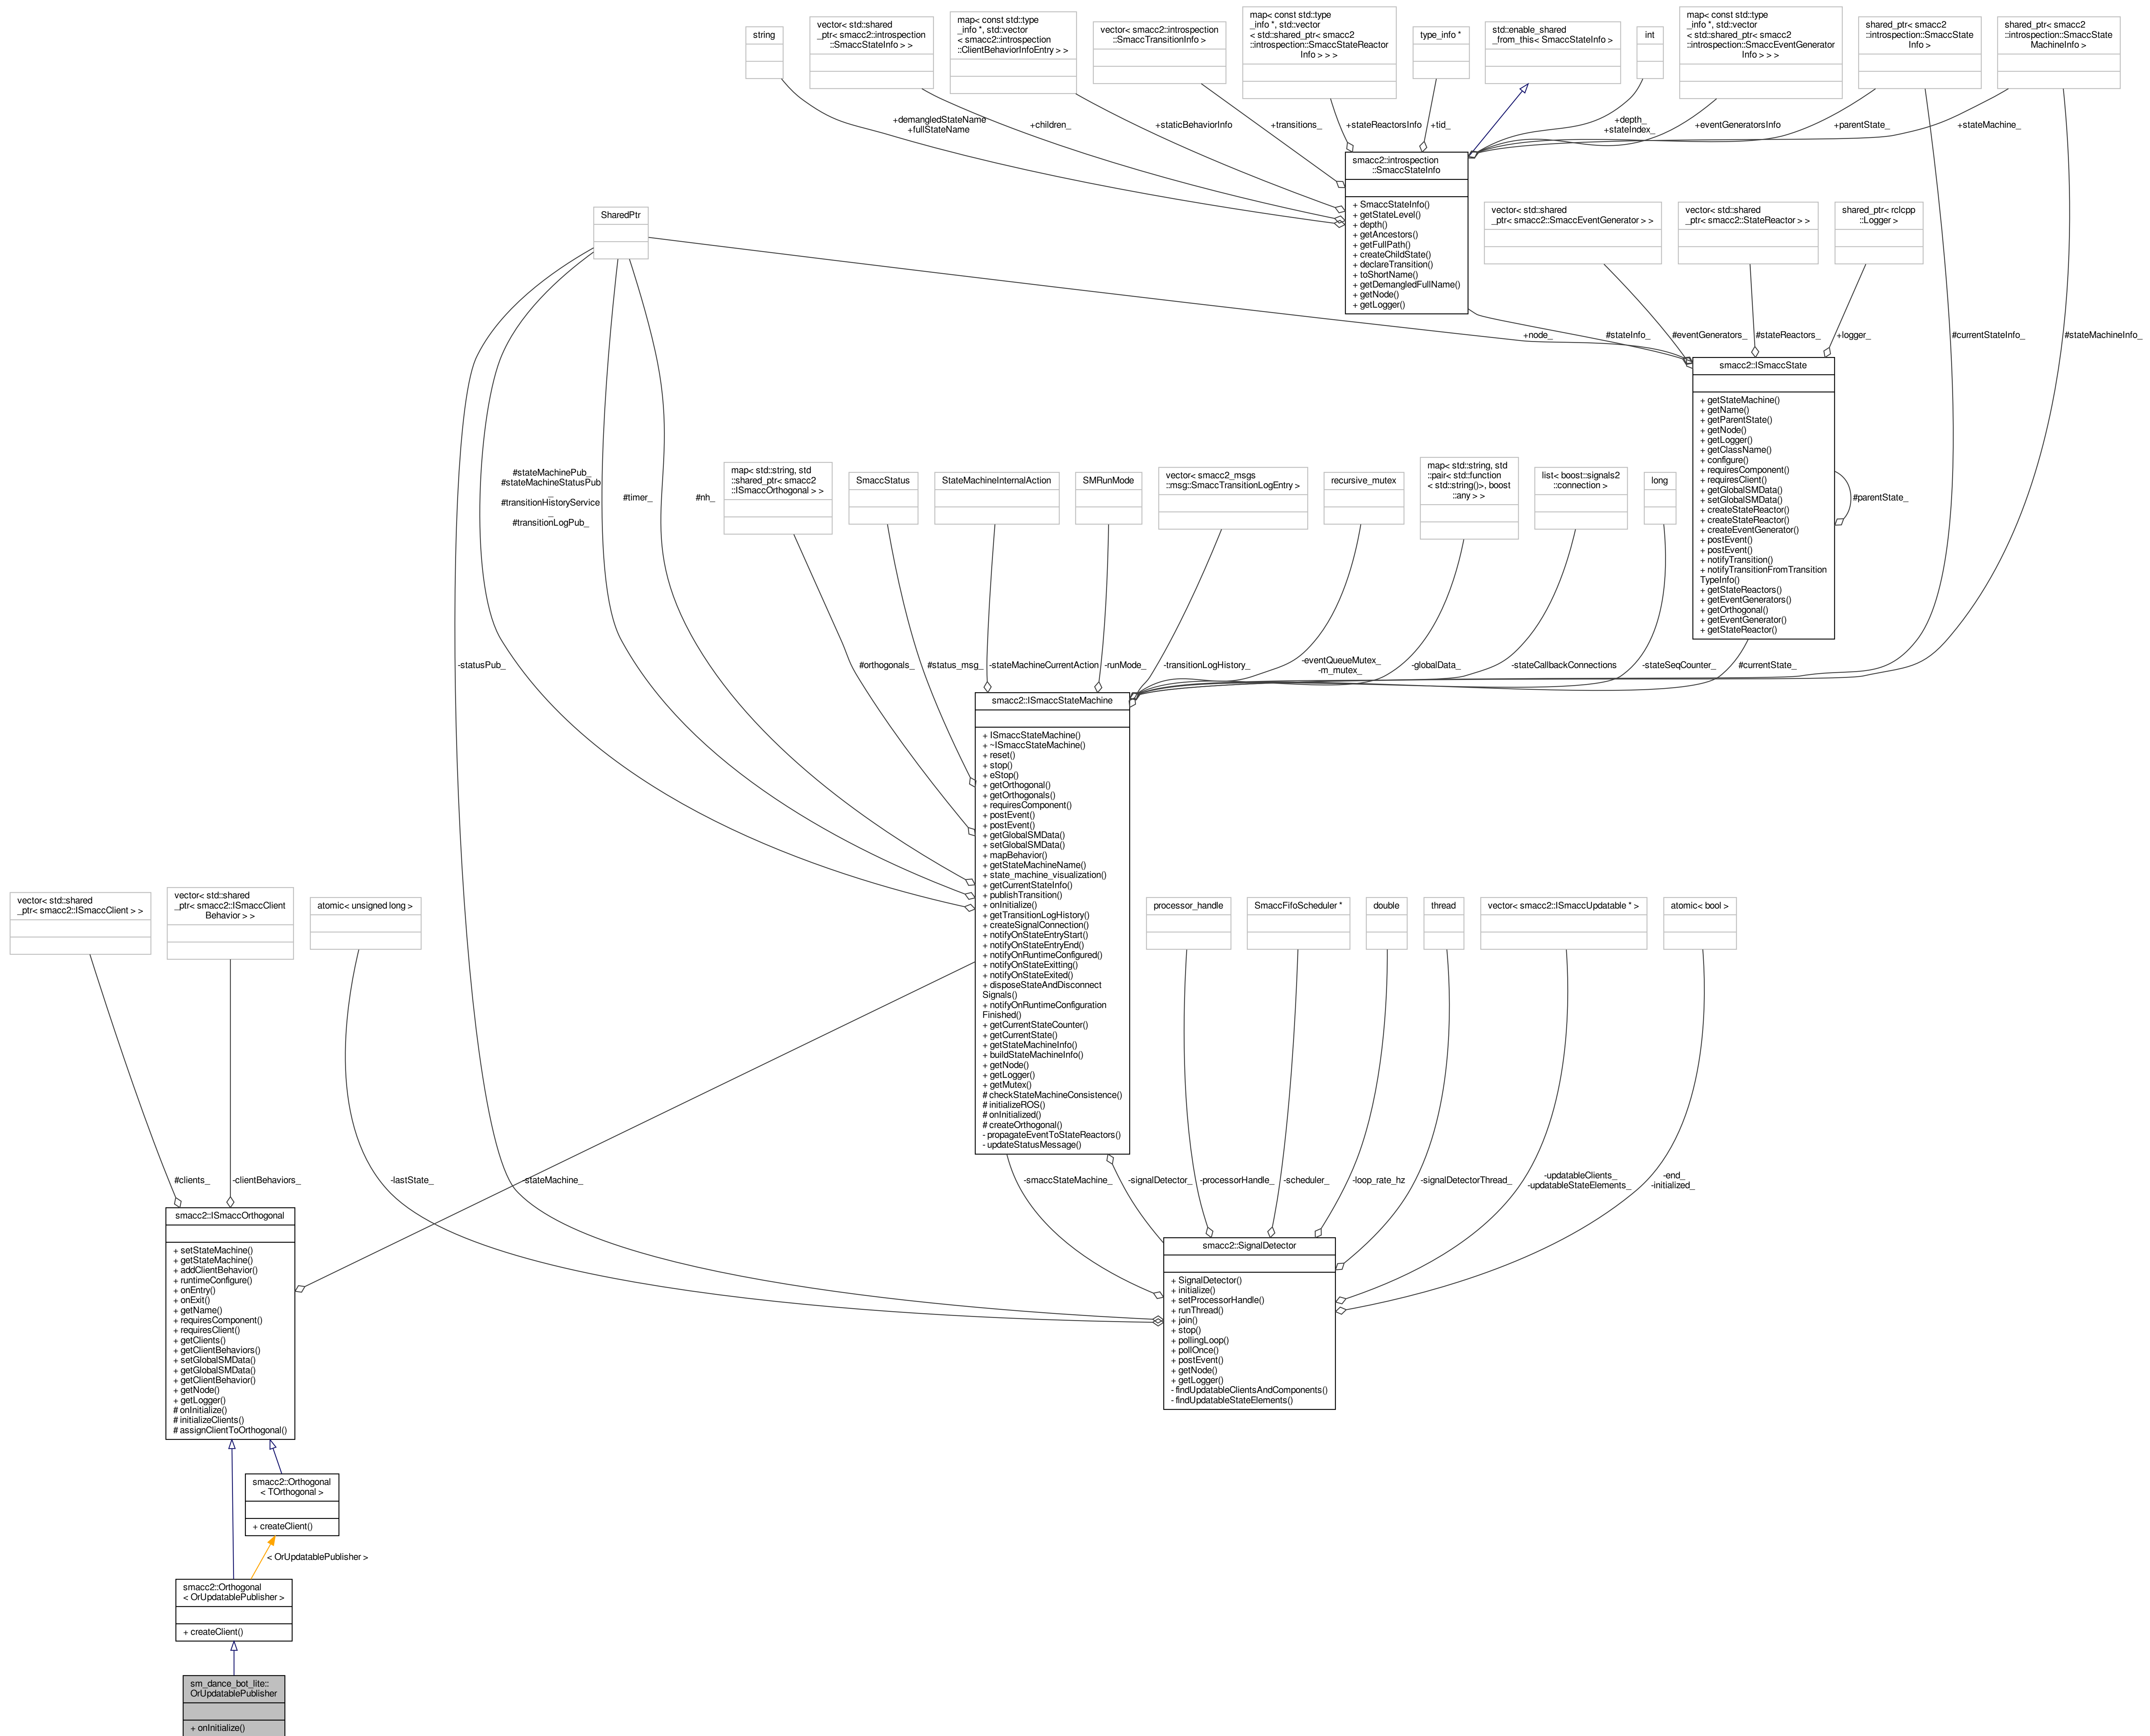 string
vector< std::shared
_ptr< smacc2::introspection
::SmaccStateInfo > >
map< const std::type
_info *, std::vector
< smacc2::introspection
::ClientBehaviorInfoEntry > >
vector< smacc2::introspection
::SmaccTransitionInfo >
map< const std::type
_info *, std::vector
< std::shared_ptr< smacc2
::introspection::SmaccStateReactor
Info > > >
type_info *
std::enable_shared
_from_this< SmaccStateInfo >
int
map< const std::type
_info *, std::vector
< std::shared_ptr< smacc2
::introspection::SmaccEventGenerator
Info > > >
shared_ptr< smacc2
::introspection::SmaccState
Info >
shared_ptr< smacc2
::introspection::SmaccState
MachineInfo >
+demangledStateName
+fullStateName
+children_
+staticBehaviorInfo
+transitions_
+stateReactorsInfo
+tid_
+depth_
+stateIndex_
+eventGeneratorsInfo
+parentState_
+stateMachine_
smacc2::introspection
::SmaccStateInfo
+ SmaccStateInfo()
+ getStateLevel()
+ depth()
+ getAncestors()
+ getFullPath()
+ createChildState()
+ declareTransition()
+ toShortName()
+ getDemangledFullName()
+ getNode()
+ getLogger()
SharedPtr
vector< std::shared
_ptr< smacc2::SmaccEventGenerator > >
vector< std::shared
_ptr< smacc2::StateReactor > >
shared_ptr< rclcpp
::Logger >
+node_
#stateInfo_
#eventGenerators_
#stateReactors_
+logger_
#currentStateInfo_
#stateMachineInfo_
smacc2::ISmaccState
+ getStateMachine()
+ getName()
+ getParentState()
+ getNode()
+ getLogger()
+ getClassName()
+ configure()
+ requiresComponent()
+ requiresClient()
+ getGlobalSMData()
+ setGlobalSMData()
+ createStateReactor()
+ createStateReactor()
+ createEventGenerator()
+ postEvent()
+ postEvent()
+ notifyTransition()
+ notifyTransitionFromTransition
TypeInfo()
+ getStateReactors()
+ getEventGenerators()
+ getOrthogonal()
+ getEventGenerator()
+ getStateReactor()
#parentState_
#stateMachinePub_
#stateMachineStatusPub
_
#transitionHistoryService
_
#transitionLogPub_
#timer_
#nh_
map< std::string, std
::shared_ptr< smacc2
::ISmaccOrthogonal > >
SmaccStatus
StateMachineInternalAction
SMRunMode
vector< smacc2_msgs
::msg::SmaccTransitionLogEntry >
recursive_mutex
map< std::string, std
::pair< std::function
< std::string()>, boost
::any > >
list< boost::signals2
::connection >
long
-statusPub_
#orthogonals_
#status_msg_
-stateMachineCurrentAction
-runMode_
-transitionLogHistory_
-eventQueueMutex_
-m_mutex_
-globalData_
-stateCallbackConnections
-stateSeqCounter_
#currentState_
smacc2::ISmaccStateMachine
+ ISmaccStateMachine()
+ ~ISmaccStateMachine()
+ reset()
+ stop()
+ eStop()
+ getOrthogonal()
+ getOrthogonals()
+ requiresComponent()
+ postEvent()
+ postEvent()
+ getGlobalSMData()
+ setGlobalSMData()
+ mapBehavior()
+ getStateMachineName()
+ state_machine_visualization()
+ getCurrentStateInfo()
+ publishTransition()
+ onInitialize()
+ getTransitionLogHistory()
+ createSignalConnection()
+ notifyOnStateEntryStart()
+ notifyOnStateEntryEnd()
+ notifyOnRuntimeConfigured()
+ notifyOnStateExitting()
+ notifyOnStateExited()
+ disposeStateAndDisconnect
Signals()
+ notifyOnRuntimeConfiguration
Finished()
+ getCurrentStateCounter()
+ getCurrentState()
+ getStateMachineInfo()
+ buildStateMachineInfo()
+ getNode()
+ getLogger()
+ getMutex()
# checkStateMachineConsistence()
# initializeROS()
# onInitialized()
# createOrthogonal()
- propagateEventToStateReactors()
- updateStatusMessage()
vector< std::shared
_ptr< smacc2::ISmaccClient > >
vector< std::shared
_ptr< smacc2::ISmaccClient
Behavior > >
atomic< unsigned long >
processor_handle
SmaccFifoScheduler *
double
thread
vector< smacc2::ISmaccUpdatable * >
atomic< bool >
#clients_
-clientBehaviors_
-lastState_
-stateMachine_
-smaccStateMachine_
-signalDetector_
-processorHandle_
-scheduler_
-loop_rate_hz
-signalDetectorThread_
-updatableClients_
-updatableStateElements_
-end_
-initialized_
smacc2::ISmaccOrthogonal
+ setStateMachine()
+ getStateMachine()
+ addClientBehavior()
+ runtimeConfigure()
+ onEntry()
+ onExit()
+ getName()
+ requiresComponent()
+ requiresClient()
+ getClients()
+ getClientBehaviors()
+ setGlobalSMData()
+ getGlobalSMData()
+ getClientBehavior()
+ getNode()
+ getLogger()
# onInitialize()
# initializeClients()
# assignClientToOrthogonal()
smacc2::SignalDetector
+ SignalDetector()
+ initialize()
+ setProcessorHandle()
+ runThread()
+ join()
+ stop()
+ pollingLoop()
+ pollOnce()
+ postEvent()
+ getNode()
+ getLogger()
- findUpdatableClientsAndComponents()
- findUpdatableStateElements()
smacc2::Orthogonal
< TOrthogonal >
+ createClient()
< OrUpdatablePublisher >
smacc2::Orthogonal
< OrUpdatablePublisher >
+ createClient()
sm_dance_bot_lite::
OrUpdatablePublisher
+ onInitialize()